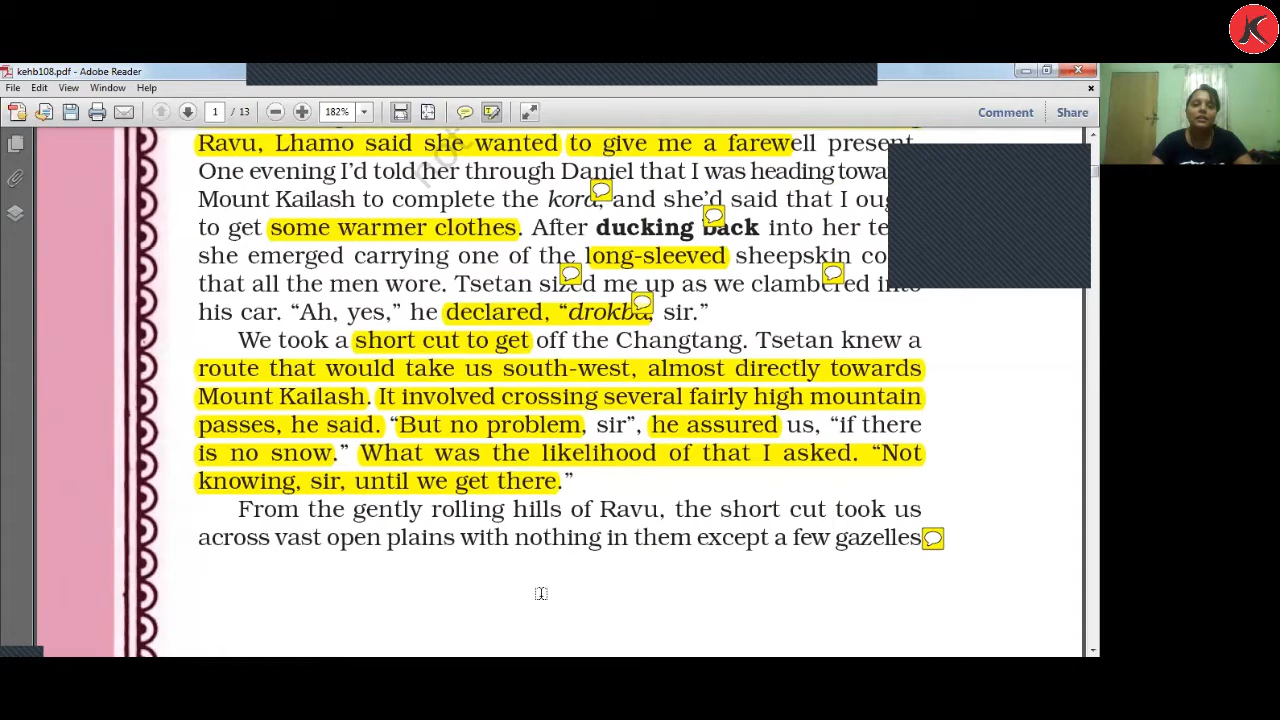 kehb108.pdf - Adobe Reader
File Edit View Window Help
1 / 13 182% Comment Share
Ravu, Lhamo said she wanted to give me a farewell present.
One evening I'd told her through Daniel that I was heading
Mount Kailash to complete the kora, and she'd said that I
to get some warmer clothes. After ducking back into her
she emerged carrying one of the long-sleeved sheepskin
that all the men wore. Tsetan sized me up as we clambered into
his car. “Ah, yes,” he declared, “drokba, sir.”
We took a short cut to get off the Changtang. Tsetan knew a
route that would take us south-west, almost directly towards
Mount Kailash. It involved crossing several fairly high mountain
passes, he said. “But no problem, sir”, he assured us, “if there
is no snow.” What was the likelihood of that I asked. “Not
knowing, sir, until we get there.”
From the gently rolling hills of Ravu, the short cut took us
across vast open plains with nothing in them except a few gazelles